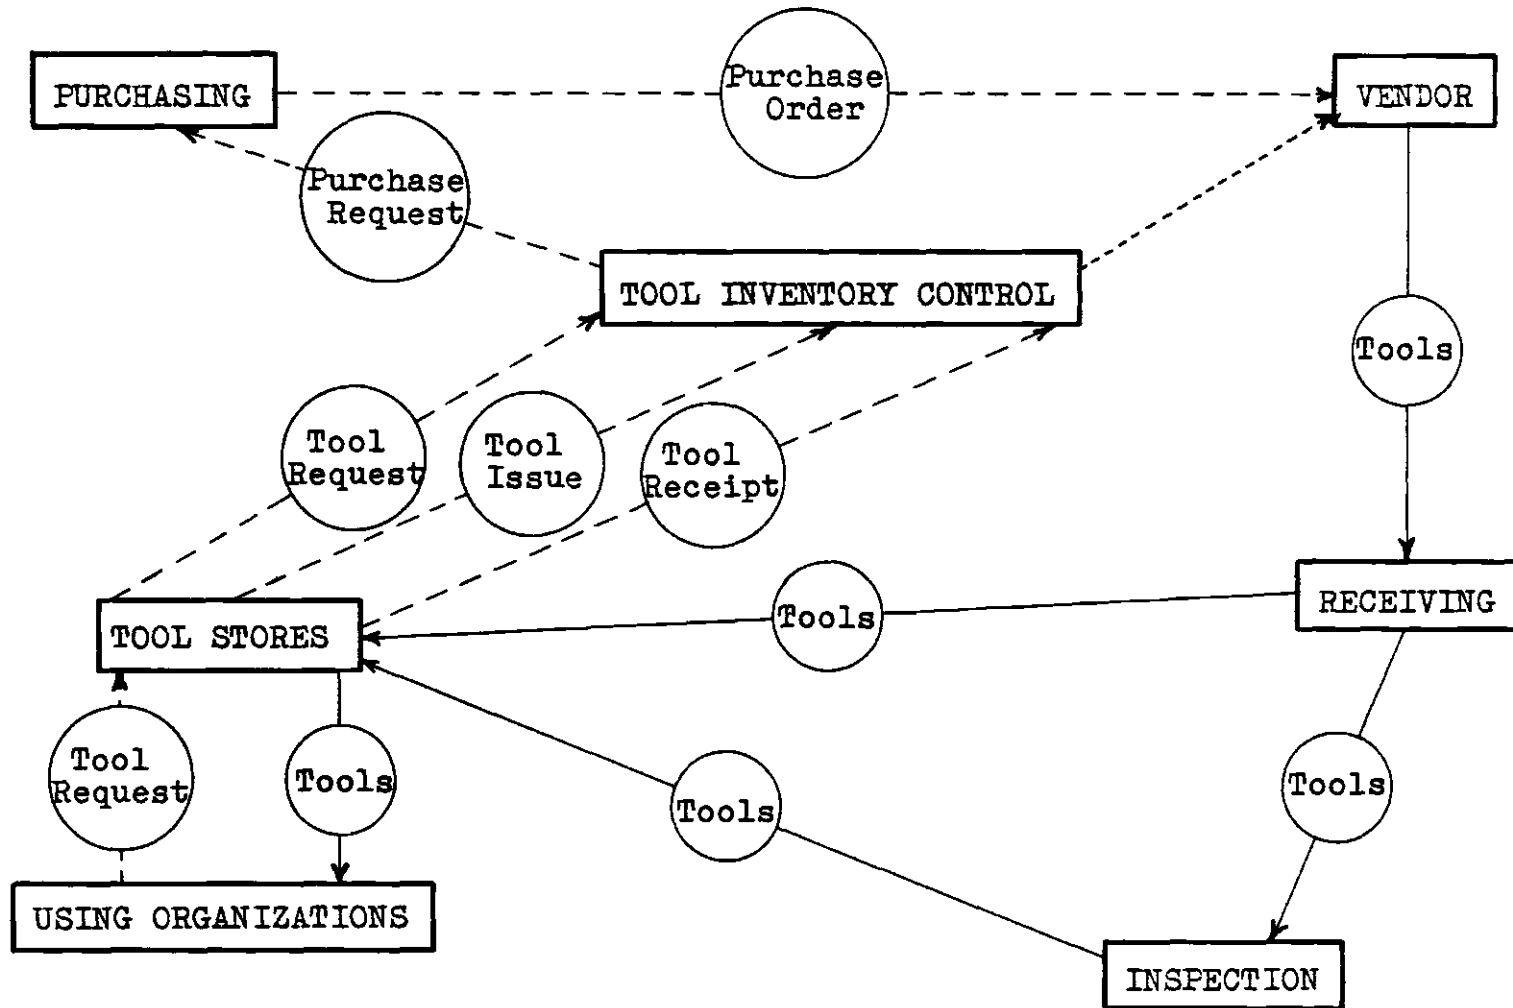 Purchase
Order
PURCHASING
VENDOR
Purchase
Request
TOOL INVENTORY CONTROL
Tools
Tool
Request
Tool
Issue
Tool
Receipt
RECEIVING
Tools
TOOL STORES
Tool
Request
Tools
Tools
Tools
USING ORGANIZATIONS
INSPECTION